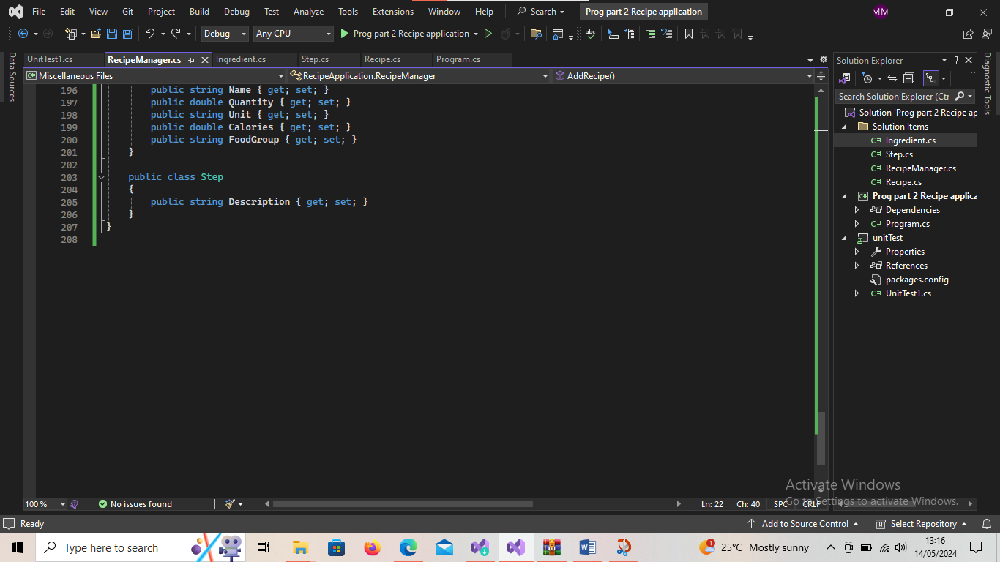 File Edit View Git Project Build Debug Test Analyze Tools Extensions Window Help Search Prog part 2 Recipe application MM
Debug Any CPU Prog part 2 Recipe application
Data Sources
UnitTest1.cs RecipeManager.cs Ingredient.cs Step.cs Recipe.cs Program.cs
C# Miscellaneous Files RecipeApplication.RecipeManager AddRecipe()
196 public string Name { get; set; }
197 public double Quantity { get; set; }
198 public string Unit { get; set; }
199 public double Calories { get; set; }
200 public string FoodGroup { get; set; }
201 }
202
203 public class Step
204 {
205 public string Description { get; set; }
206 }
207 }
208
100 % No issues found Ln: 22 Ch: 40 SPC CRLF
Solution Explorer
Search Solution Explorer (Ctr
Solution 'Prog part 2 Recipe ap
Solution Items
C# Ingredient.cs
C# Step.cs
C# RecipeManager.cs
C# Recipe.cs
C# Prog part 2 Recipe applica
Dependencies
C# Program.cs
unitTest
Properties
References
packages.config
C# UnitTest1.cs
Diagnostic Tools
Activate Windows
Go to Settings to activate Windows.
Ready Add to Source Control Select Repository
Type here to search 1 25°C Mostly sunny 13:16
14/05/2024